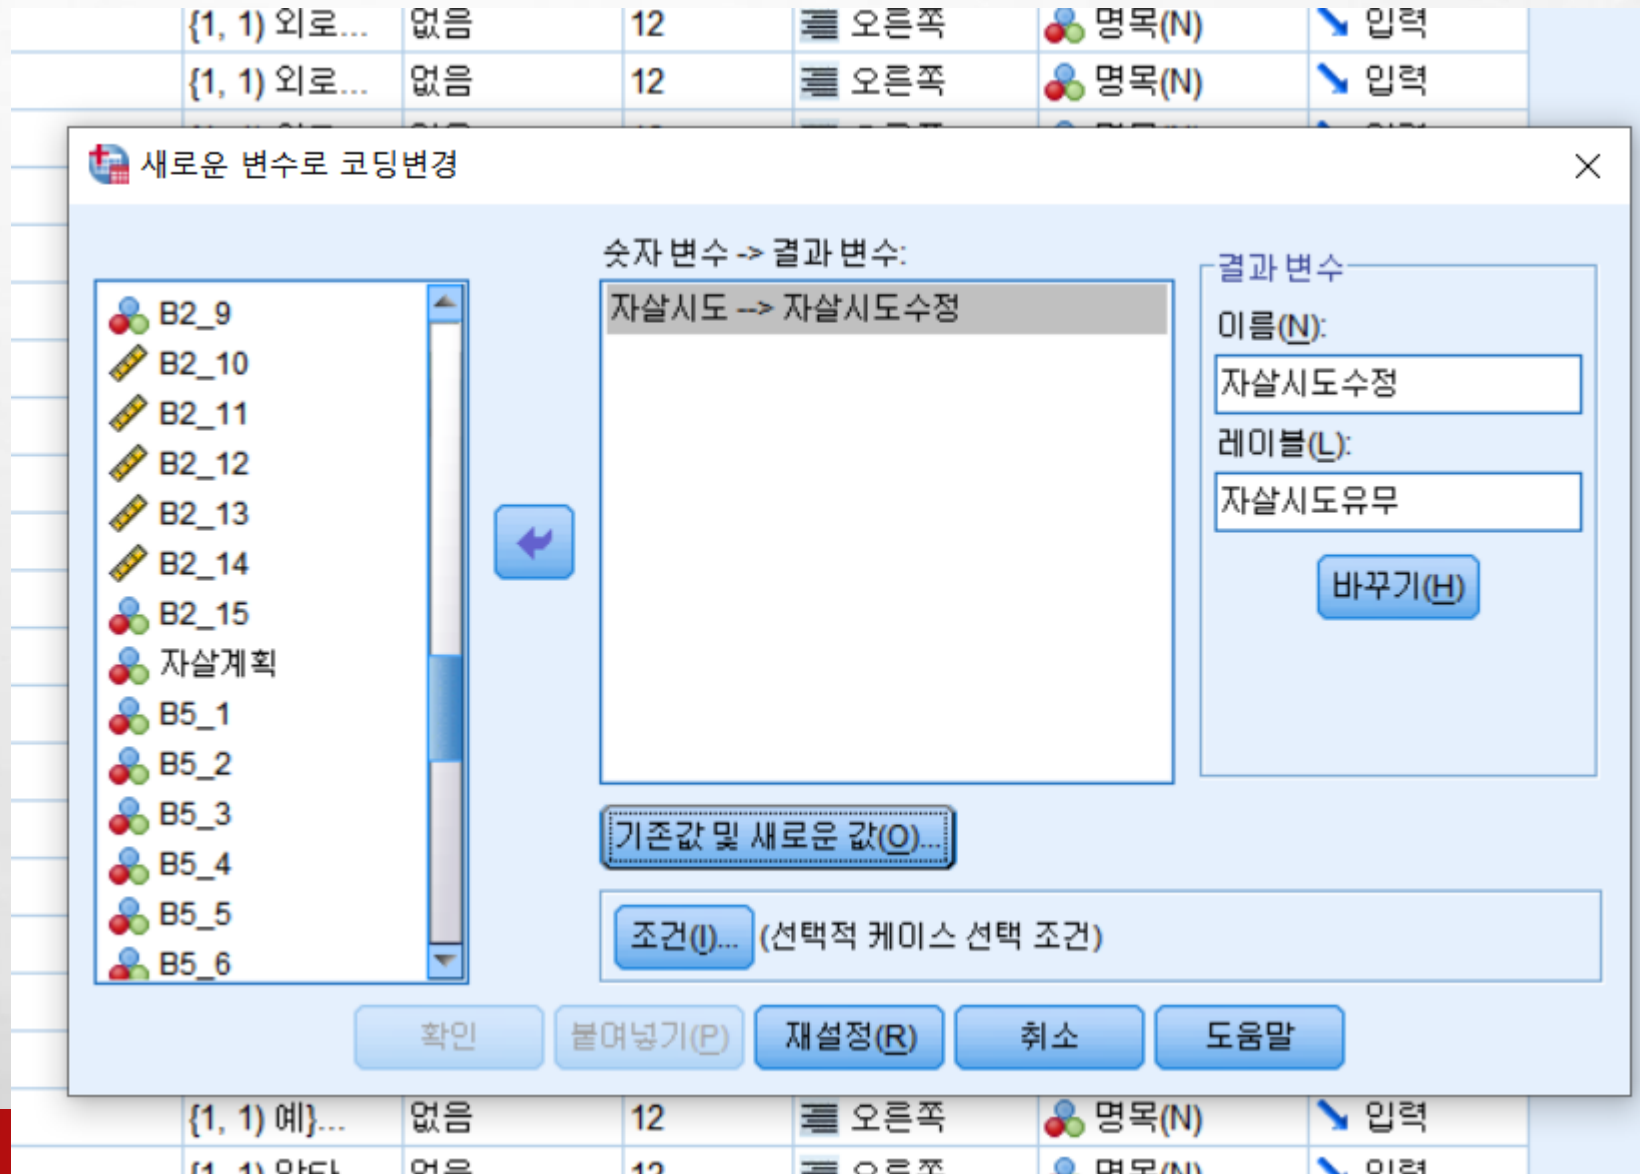 {1, 1) 외로... 없음 12 오른쪽 명목(N) 입력
{1, 1) 외로... 없음 12 오른쪽 명목(N) 입력
새로운 변수로 코딩변경
숫자 변수 -> 결과 변수:
자살시도 --> 자살시도수정
B2_9
B2_10
B2_11
B2_12
B2_13
B2_14
B2_15
자살계획
B5_1
B5_2
B5_3
B5_4
B5_5
B5_6
결과 변수
이름(N):
자살시도수정
레이블(L):
자살시도유무
바꾸기(H)
기존값 및 새로운 값(O)...
조건(I)... (선택적 케이스 선택 조건)
확인 붙여넣기(P) 재설정(R) 취소 도움말
{1, 1) 예}... 없음 12 오른쪽 명목(N) 입력